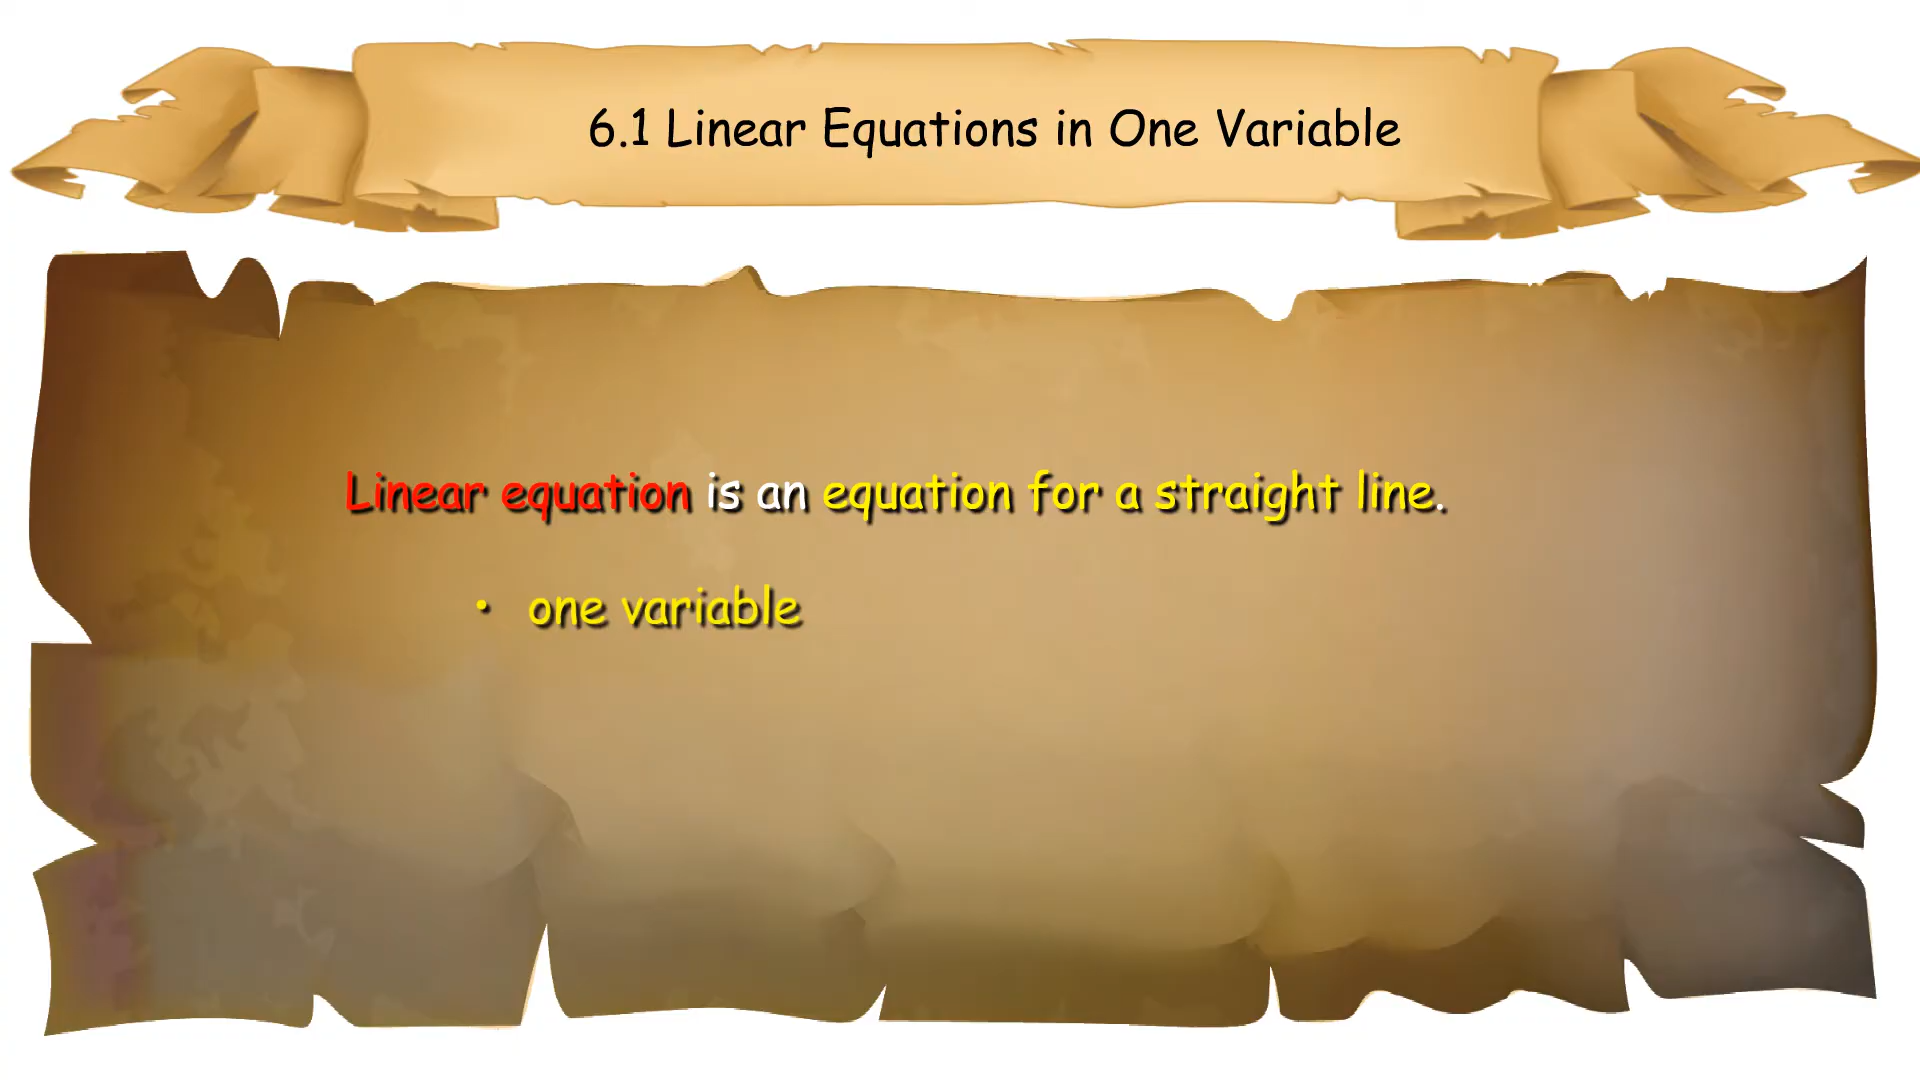 6.1 Linear Equations in One Variable
Linear equation is an equation for a straight line.
• one variable